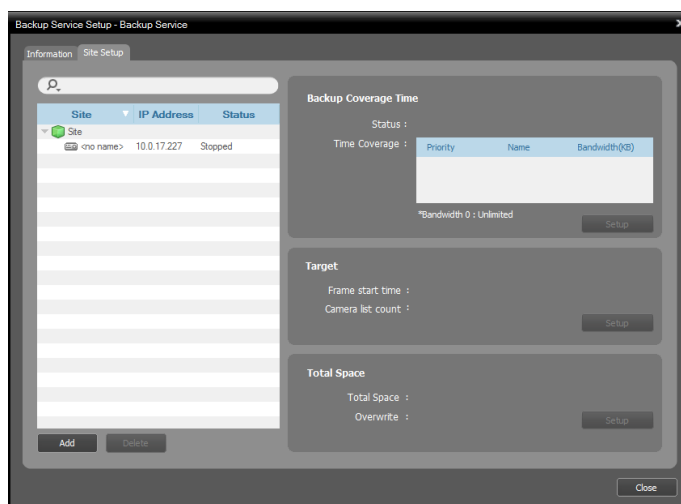 Backup Service Setup - Backup Service
Information
Site Setup
Site
IP Address
Status
Site
<no name>
10.0.17.227
Stopped
Add
Delete
Backup Coverage Time
Status :
Time Coverage :
Priority
Name
Bandwidth(KB)
*Bandwidth 0 : Unlimited
Setup
Target
Frame start time :
Camera list count :
Setup
Total Space
Total Space :
Overwrite :
Setup
Close